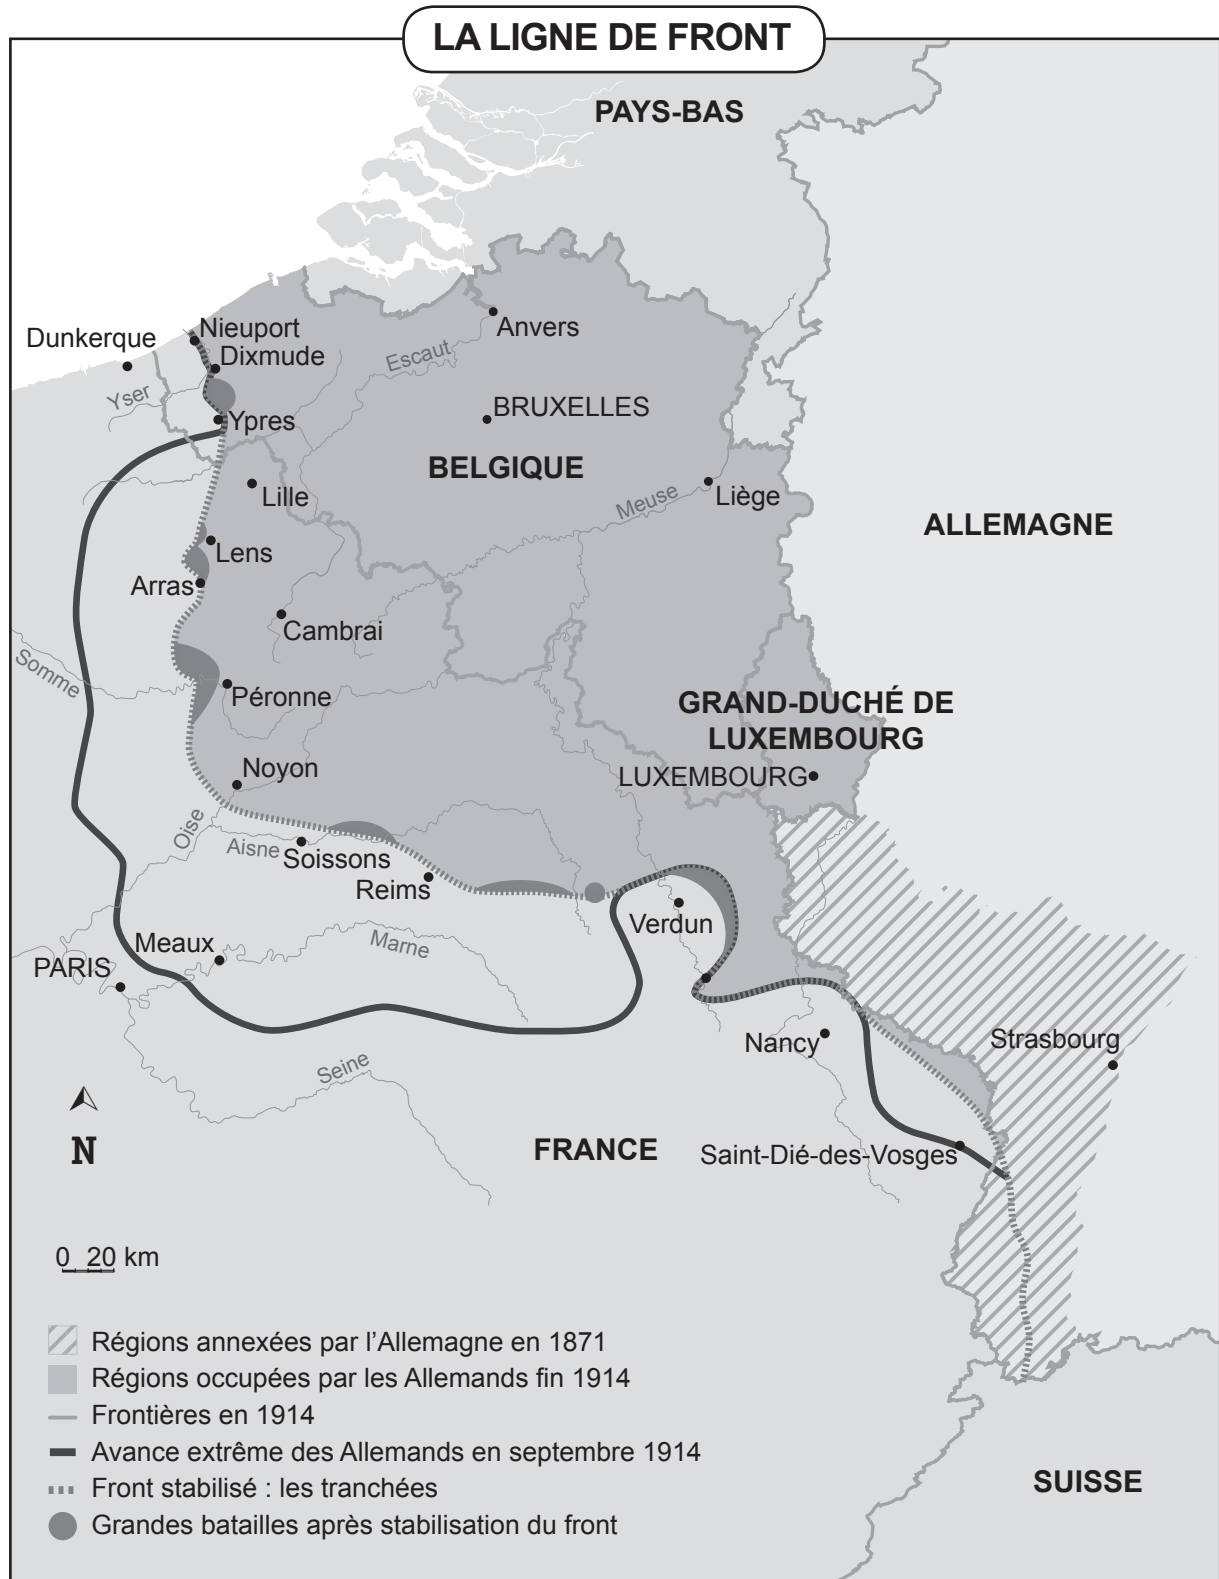 LA LIGNE DE FRONT
PAYS-BAS
Nieuport
Dunkerque
Dixmude
Anvers
Escaut
Yser
Ypres
BRUXELLES
BELGIQUE
Lille
Meuse
Liège
ALLEMAGNE
Lens
Arras
Cambrai
Somme
Péronne
GRAND-DUCHÉ DE
LUXEMBOURG
LUXEMBOURG
Noyon
Oise
Aisne
Soissons
Reims
Verdun
Meaux
Marne
PARIS
Nancy
Strasbourg
Seine
N
FRANCE
Saint-Dié-des-Vosges
0 20 km
Régions annexées par l'Allemagne en 1871
Régions occupées par les Allemands fin 1914
Frontières en 1914
Avance extrême des Allemands en septembre 1914
Front stabilisé : les tranchées
Grandes batailles après stabilisation du front
SUISSE